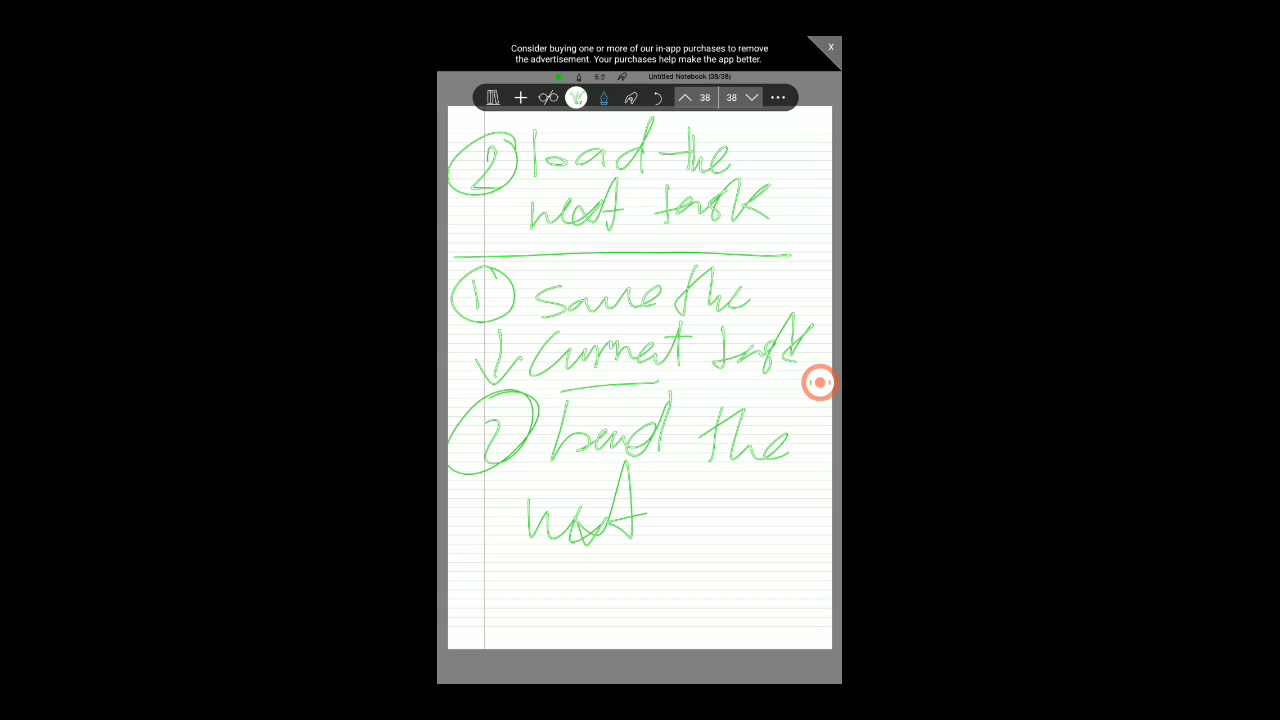 Consider buying one or more of our in-app purchases to remove
the advertisement. Your purchases help make the app better.
X
6.2 Untitled Notebook (38/38)
38 38
② load the
next task
① save the
current task
② load the
next